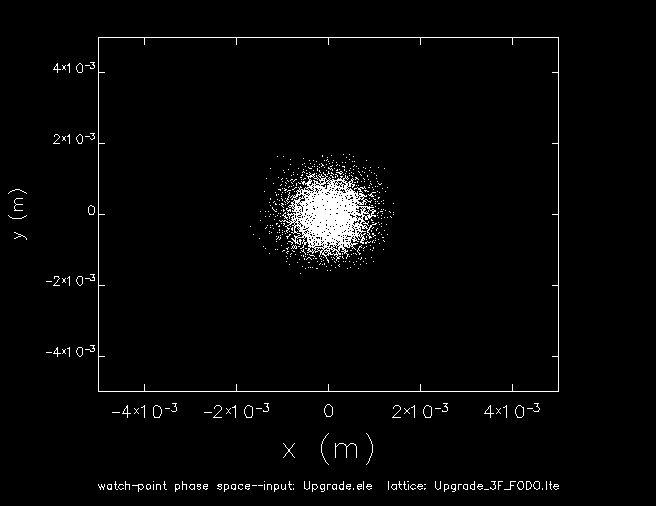 4×10⁻³
2×10⁻³
0
−2×10⁻³
−4×10⁻³
y (m)
−4×10⁻³ −2×10⁻³ 0 2×10⁻³ 4×10⁻³
x (m)
watch-point phase space--input: Upgrade.ele lattice: Upgrade_3F_FODO.lte